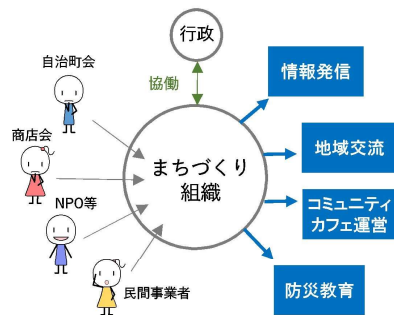 行政
協働
自治町会
商店会
NPO等
民間事業者
まちづくり
組織
情報発信
地域交流
コミュニティ
カフェ運営
防災教育